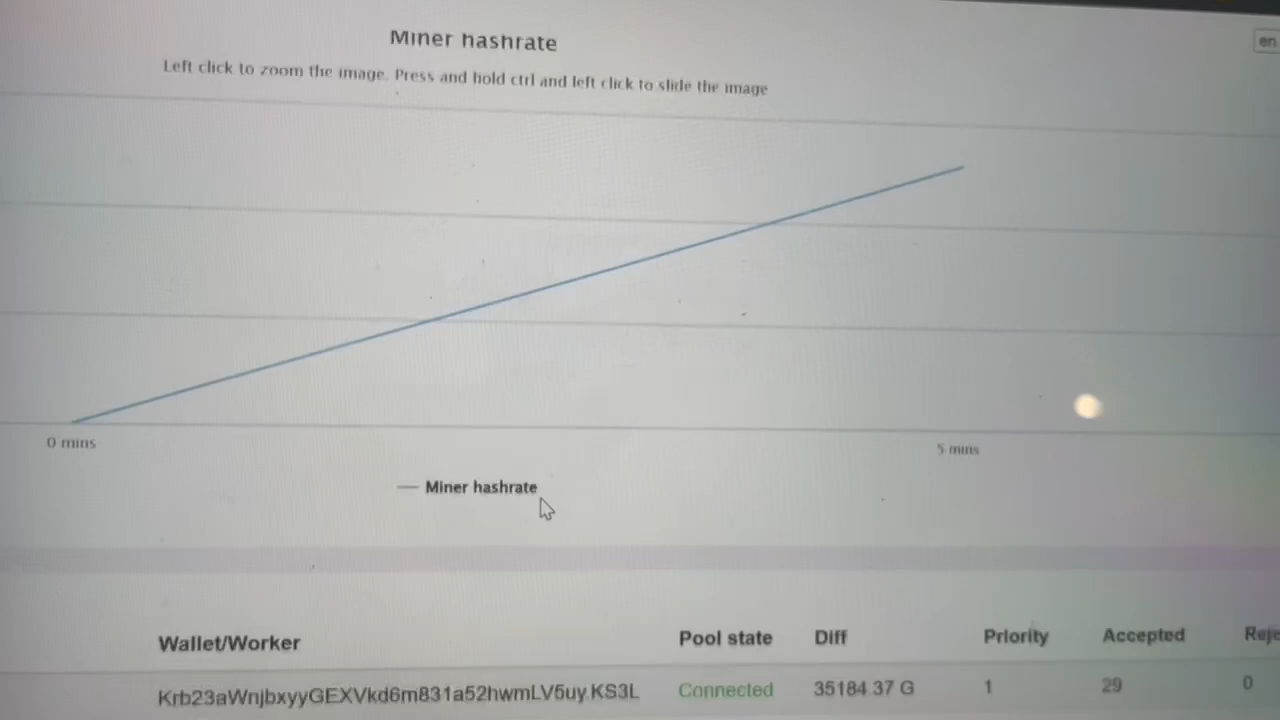 Miner hashrate
en
Left click to zoom the image. Press and hold ctrl and left click to slide the image
0 mins
5 mins
Miner hashrate
Wallet/Worker Pool state Diff Priority Accepted Reje
Krb23aWnjbxyyGEXVkd6m831a52hwmLV5uy.KS3L Connected 35184.37 G 1 29 0